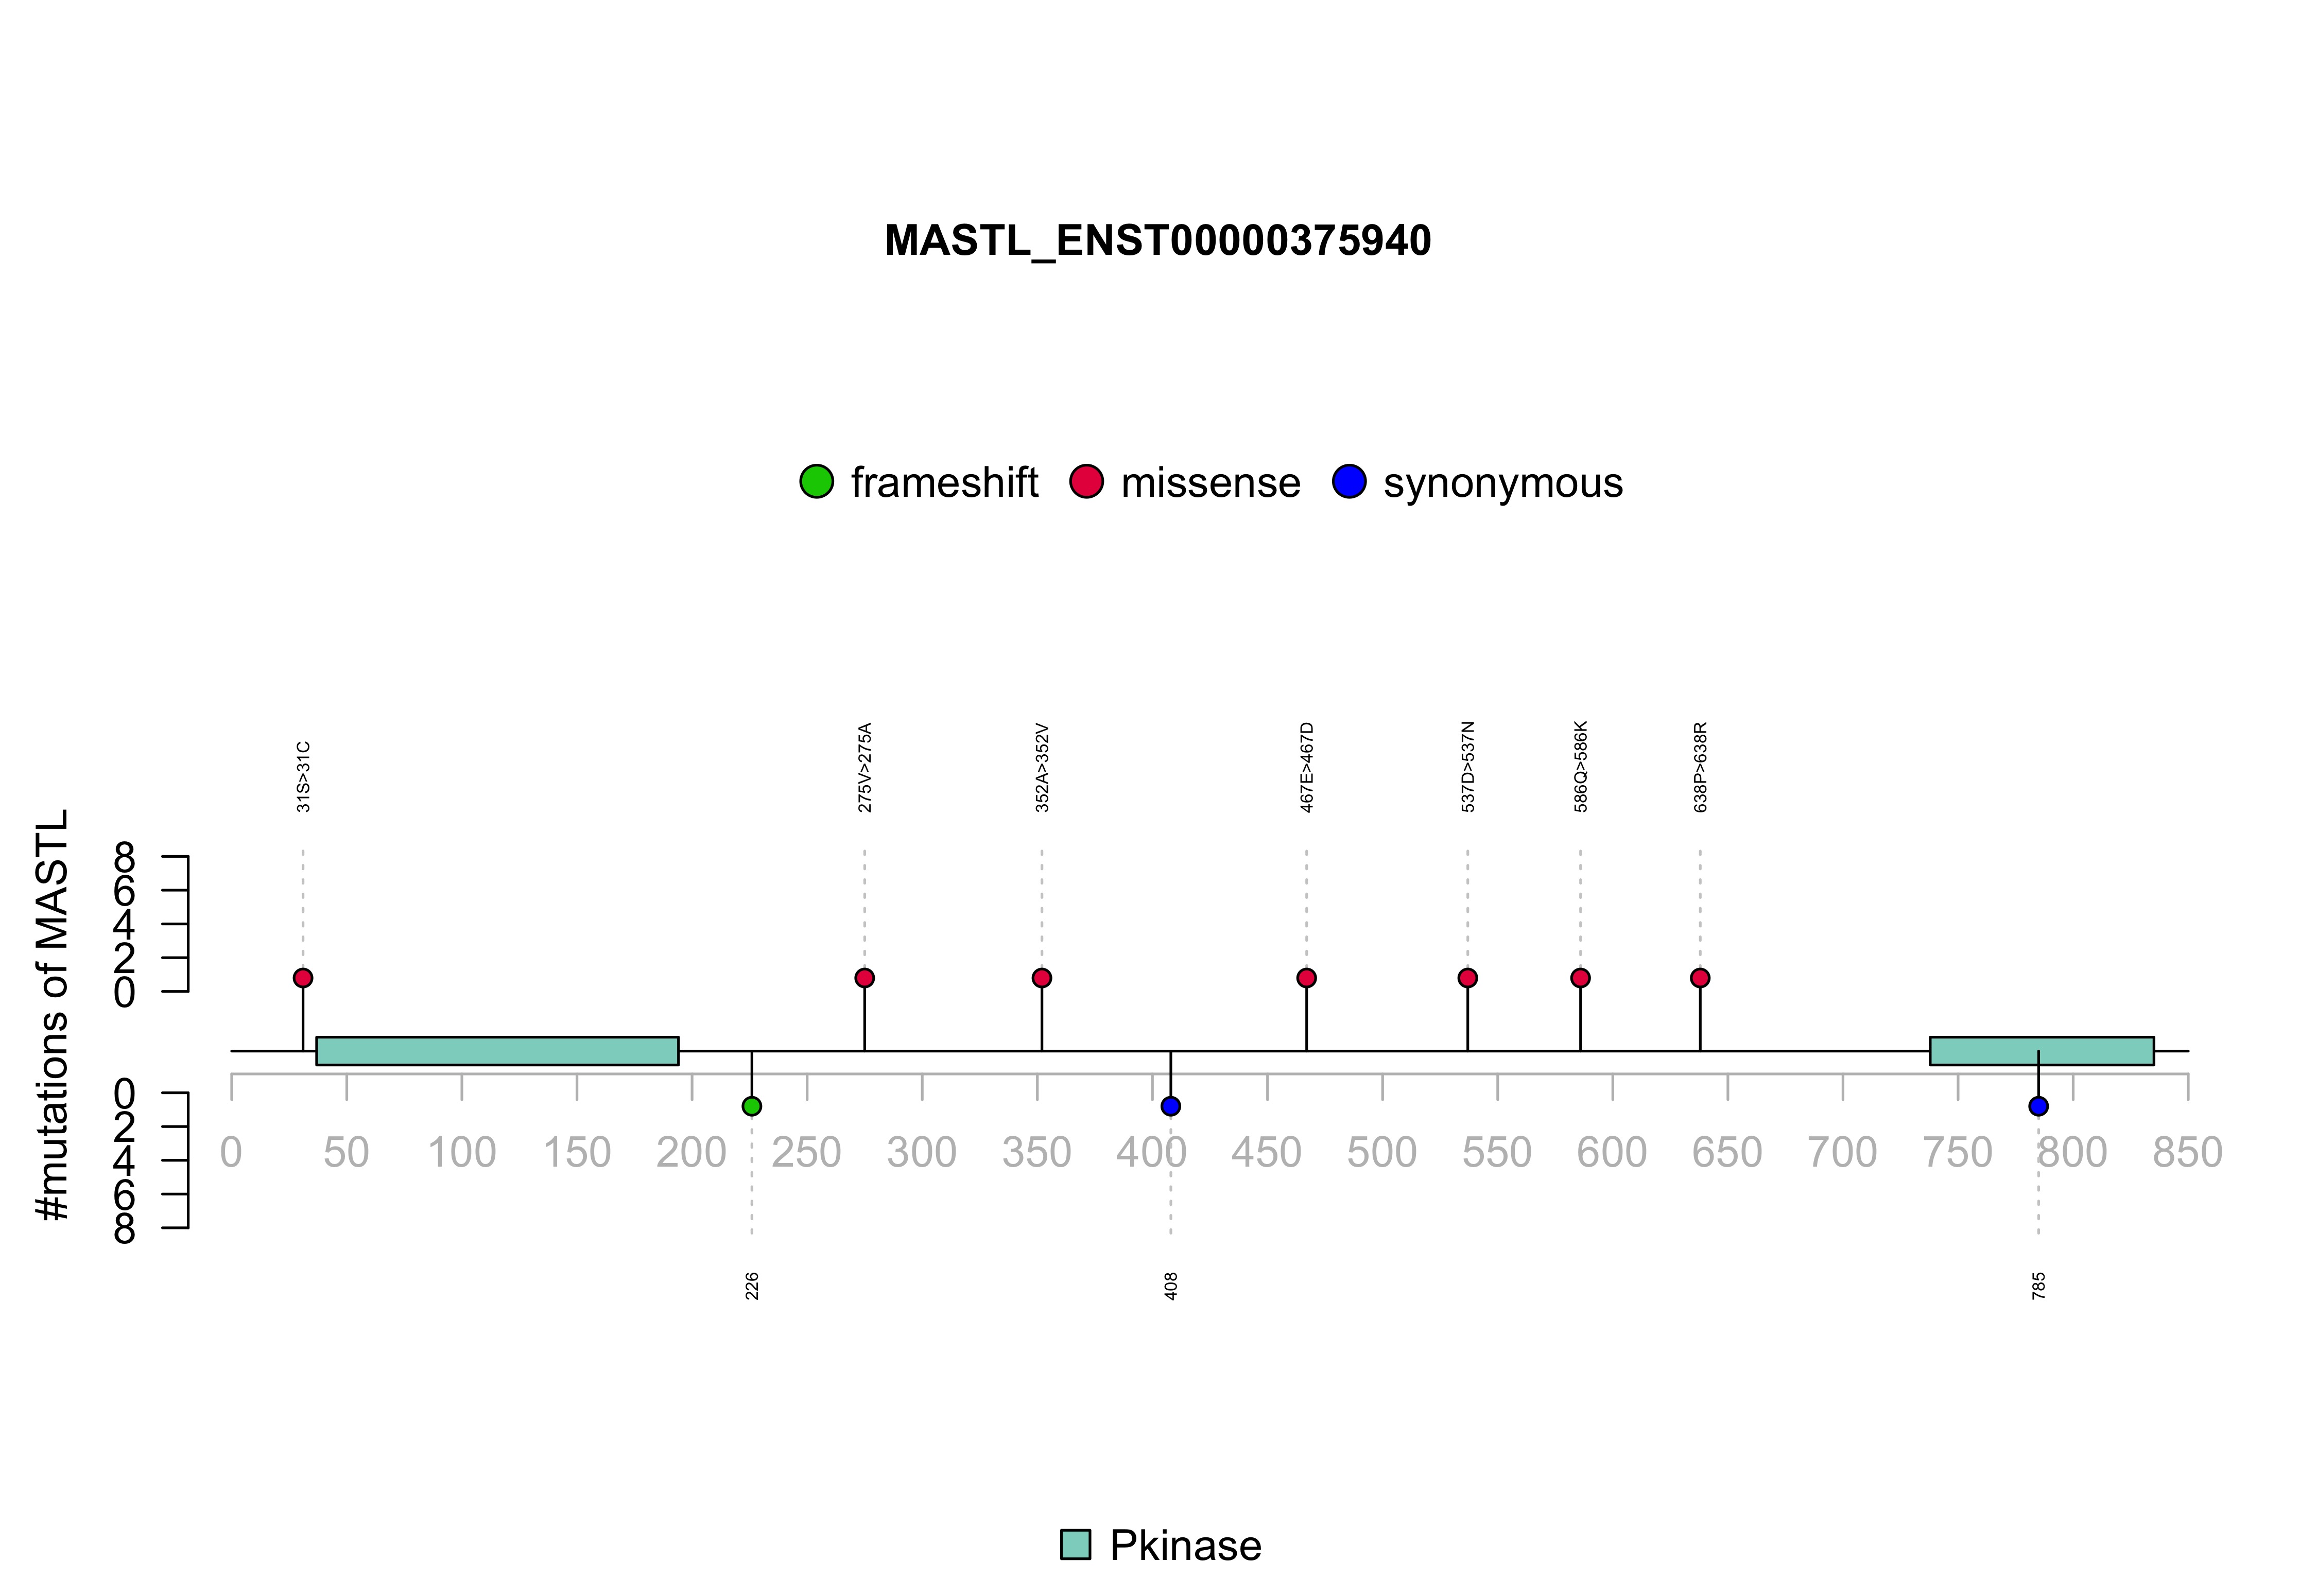 MASTL_ENST00000375940
frameshift missense synonymous
31S>31C 275V>275A 352A>352V 467E>467D 537D>537N 586Q>586K 638P>638R
#mutations of MASTL
8
6
4
2
0
0
2
4
6
8
0 50 100 150 200 250 300 350 400 450 500 550 600 650 700 750 800 850
226 408 785
Pkinase